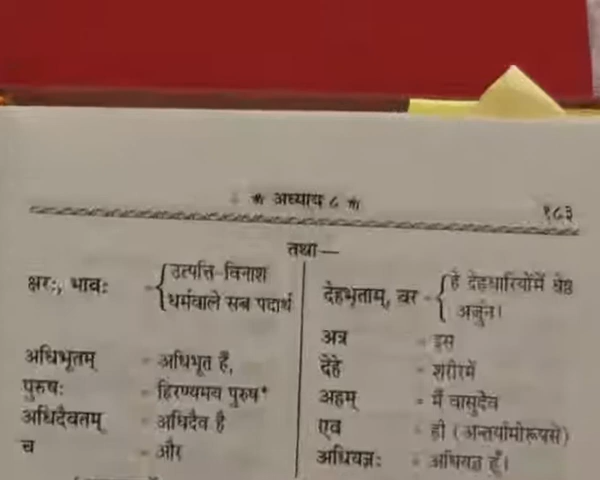 * अध्याय ८ *
१८३
तथा—
क्षरः, भावः = { उत्पत्ति-विनाश
धर्मवाले सब पदार्थ
अधिभूतम् = अधिभूत हैं,
पुरुषः = हिरण्यमय पुरुष*
अधिदैवतम् = अधिदैव है
च = और
देहभृताम्, वर = { हे देहधारियोंमें श्रेष्ठ
अर्जुन।
अत्र = इस
देहे = शरीरमें
अहम् = मैं वासुदेव
एव = ही (अन्तर्यामीरूपसे)
अधियज्ञः = अधियज्ञ हूँ।